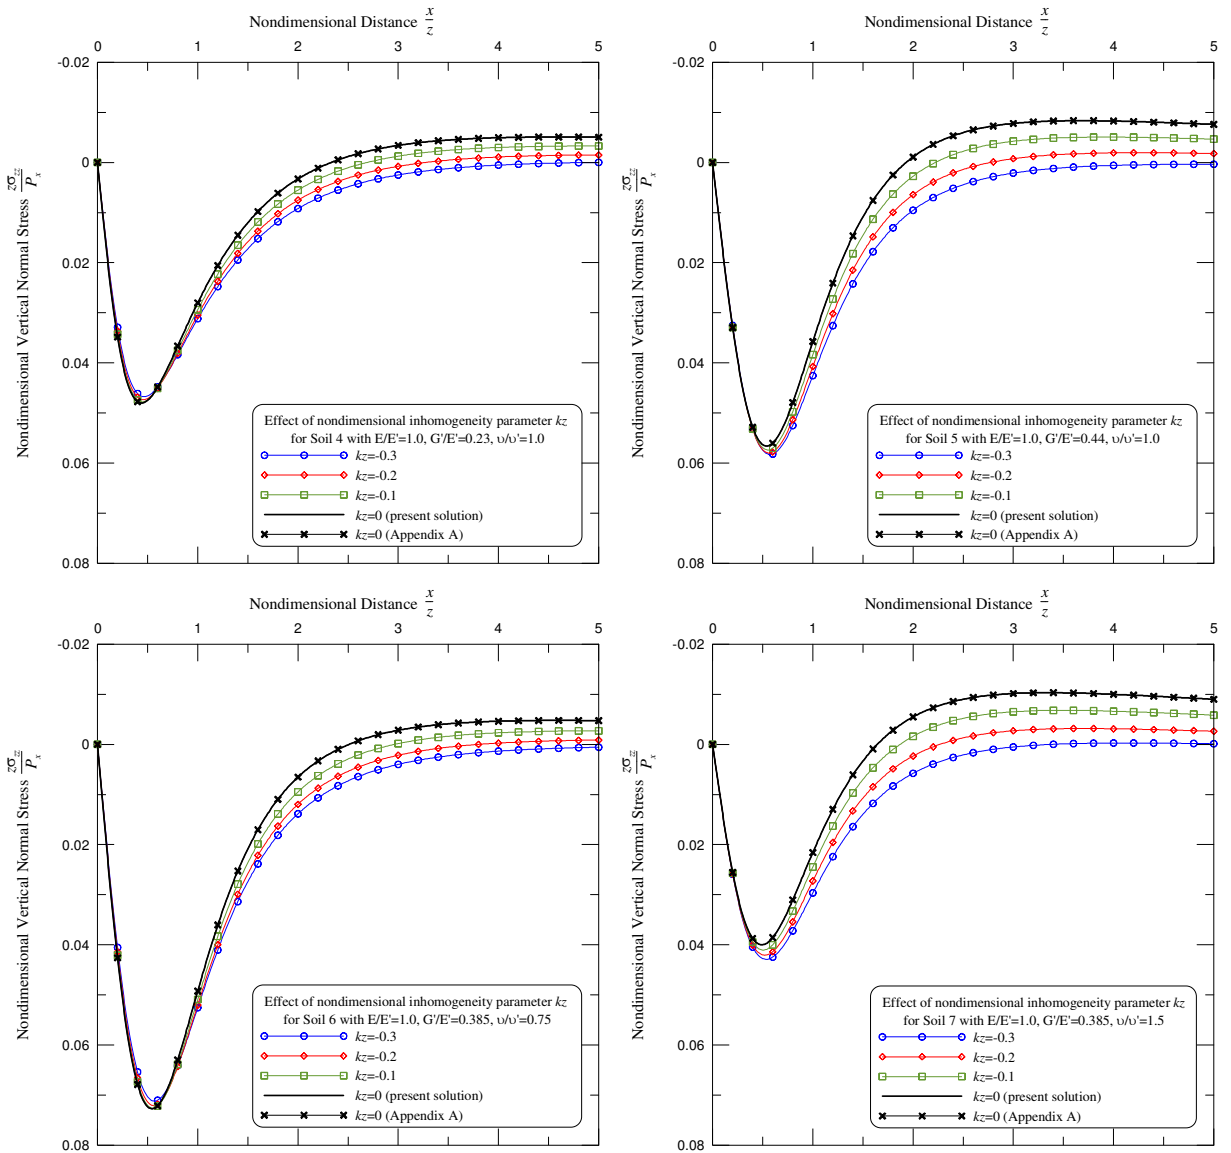 Nondimensional Distance x/z
0 1 2 3 4 5
-0.02
0
0.02
0.04
0.06
0.08
Nondimensional Vertical Normal Stress zσzz/Px
Effect of nondimensional inhomogeneity parameter kz
for Soil 4 with E/E'=1.0, G'/E'=0.23, υ/υ'=1.0
kz=-0.3
kz=-0.2
kz=-0.1
kz=0 (present solution)
kz=0 (Appendix A)
Nondimensional Distance x/z
0 1 2 3 4 5
-0.02
0
0.02
0.04
0.06
0.08
Nondimensional Vertical Normal Stress zσzz/Px
Effect of nondimensional inhomogeneity parameter kz
for Soil 5 with E/E'=1.0, G'/E'=0.44, υ/υ'=1.0
kz=-0.3
kz=-0.2
kz=-0.1
kz=0 (present solution)
kz=0 (Appendix A)
Nondimensional Distance x/z
0 1 2 3 4 5
-0.02
0
0.02
0.04
0.06
0.08
Nondimensional Vertical Normal Stress zσzz/Px
Effect of nondimensional inhomogeneity parameter kz
for Soil 6 with E/E'=1.0, G'/E'=0.385, υ/υ'=0.75
kz=-0.3
kz=-0.2
kz=-0.1
kz=0 (present solution)
kz=0 (Appendix A)
Nondimensional Distance x/z
0 1 2 3 4 5
-0.02
0
0.02
0.04
0.06
0.08
Nondimensional Vertical Normal Stress zσzz/Px
Effect of nondimensional inhomogeneity parameter kz
for Soil 7 with E/E'=1.0, G'/E'=0.385, υ/υ'=1.5
kz=-0.3
kz=-0.2
kz=-0.1
kz=0 (present solution)
kz=0 (Appendix A)